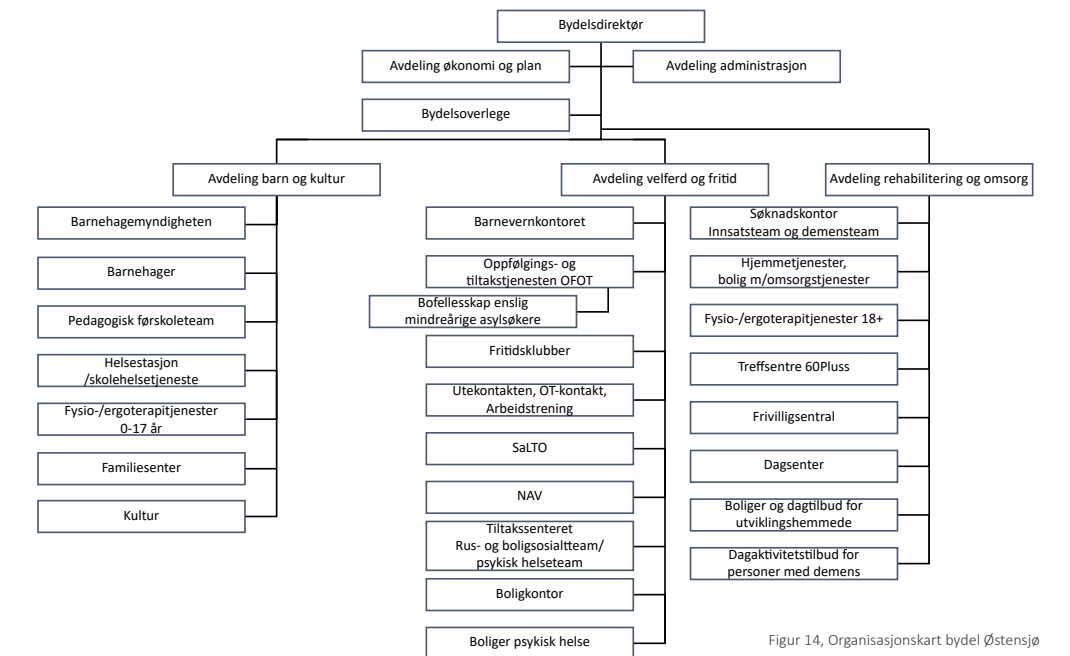 Bydelsdirektør
Avdeling økonomi og plan
Avdeling administrasjon
Bydelsoverlege
Avdeling barn og kultur
Barnehagemyndigheten
Barnehager
Pedagogisk førskoleteam
Helsestasjon
/skolehelsetjeneste
Fysio-/ergoterapitjenester
0-17 år
Familiesenter
Kultur
Avdeling velferd og fritid
Barnevernkontoret
Oppfølgings- og
tiltakstjenesten OFOT
Bofellesskap enslig
mindreårige asylsøkere
Fritidsklubber
Utekontakten, OT-kontakt,
Arbeidstrening
SaLTO
NAV
Tiltakssenteret
Rus- og boligsosialtteam/
psykisk helseteam
Boligkontor
Boliger psykisk helse
Avdeling rehabilitering og omsorg
Søknadskontor
Innsatsteam og demensteam
Hjemmetjenester,
bolig m/omsorgstjenester
Fysio-/ergoterapitjenester 18+
Treffsentre 60Pluss
Frivilligsentral
Dagsenter
Boliger og dagtilbud for
utviklingshemmede
Dagaktivitetstilbud for
personer med demens
Figur 14, Organisasjonskart bydel Østensjø